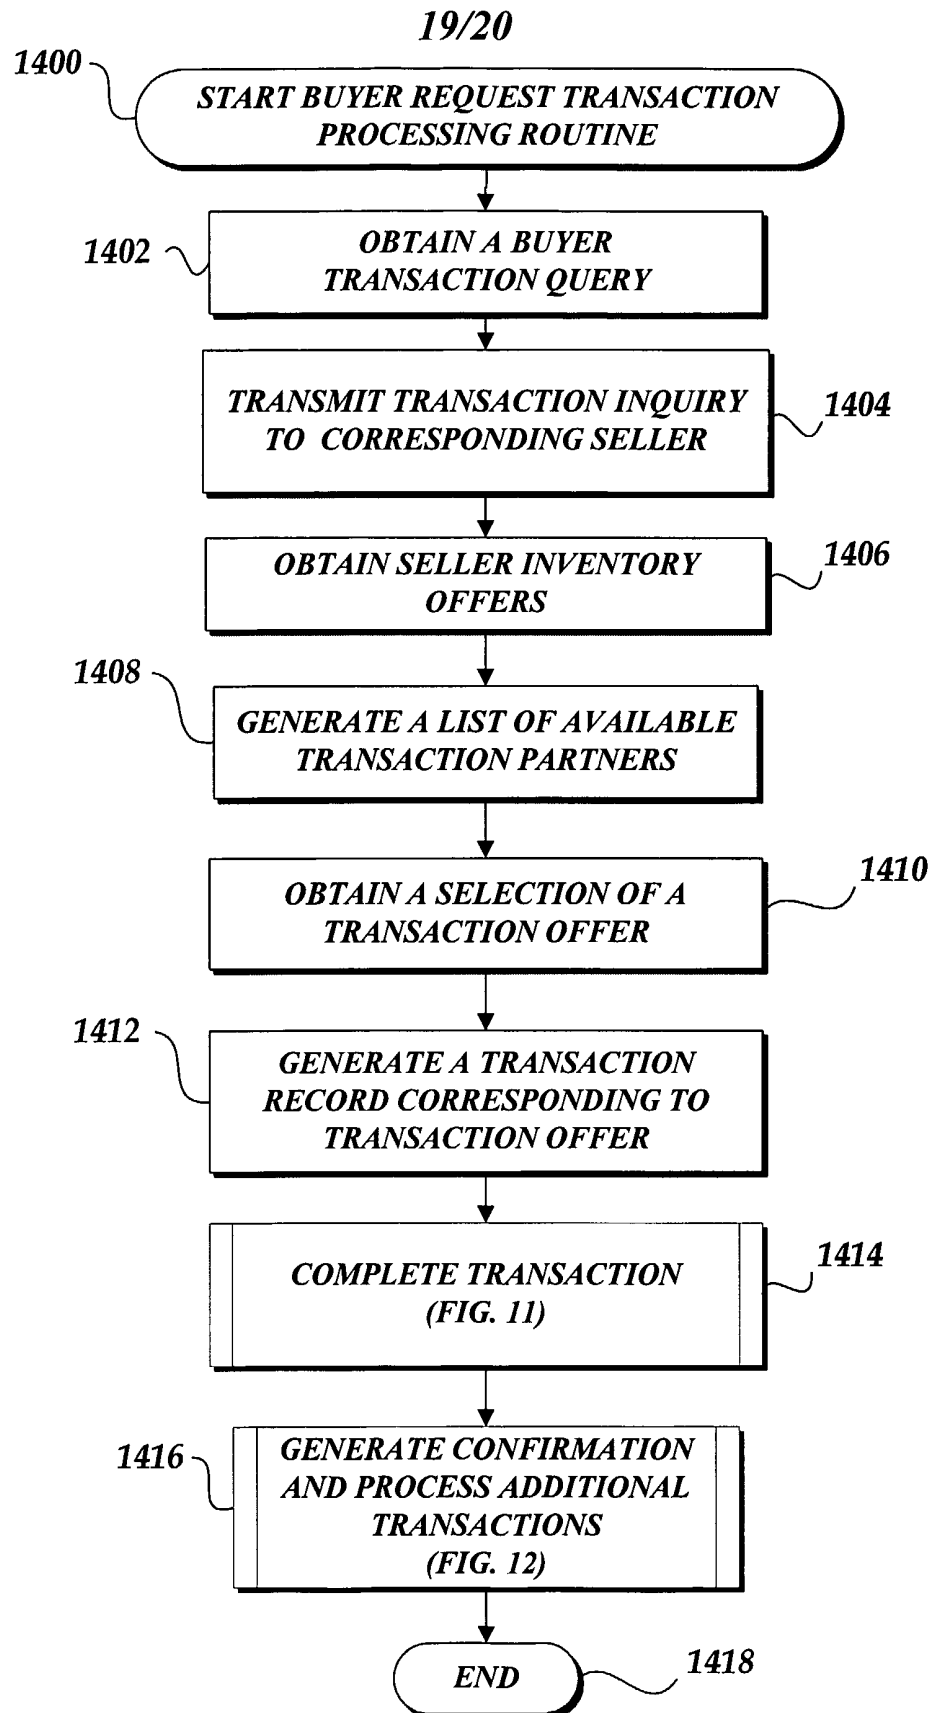 19/20
1400
START BUYER REQUEST TRANSACTION
PROCESSING ROUTINE
1402
OBTAIN A BUYER
TRANSACTION QUERY
TRANSMIT TRANSACTION INQUIRY
TO CORRESPONDING SELLER
1404
OBTAIN SELLER INVENTORY
OFFERS
1406
1408
GENERATE A LIST OF AVAILABLE
TRANSACTION PARTNERS
OBTAIN A SELECTION OF A
TRANSACTION OFFER
1410
1412
GENERATE A TRANSACTION
RECORD CORRESPONDING TO
TRANSACTION OFFER
COMPLETE TRANSACTION
(FIG. 11)
1414
1416
GENERATE CONFIRMATION
AND PROCESS ADDITIONAL
TRANSACTIONS
(FIG. 12)
END
1418